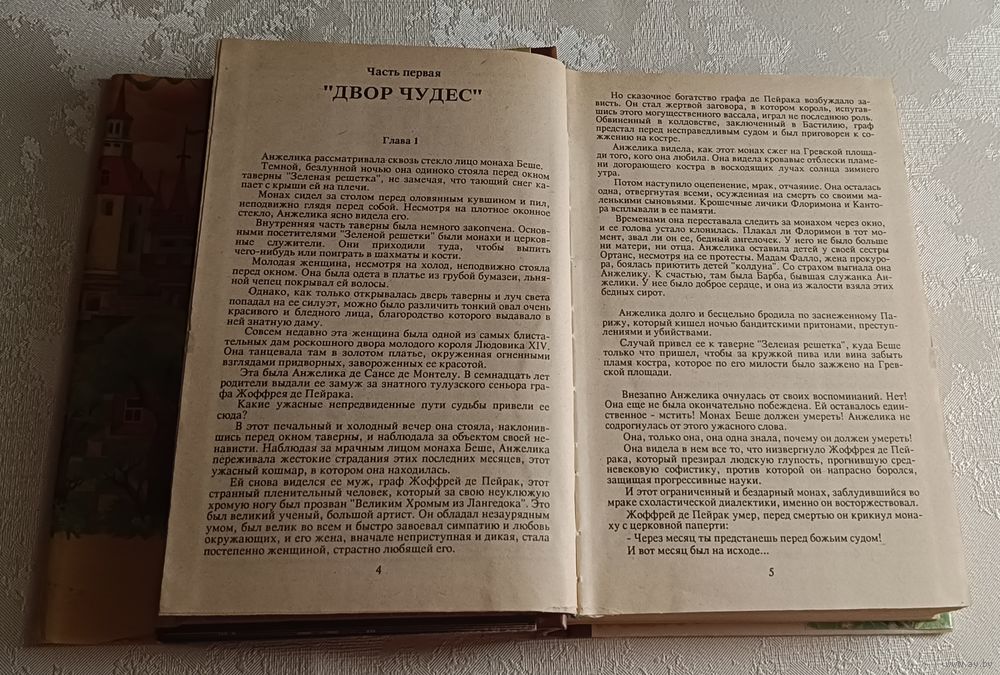 Часть первая
"ДВОР ЧУДЕС"
Глава 1
Анжелика рассматривала сквозь стекло лицо монаха Беше.
Темной, безлунной ночью она одиноко стояла перед окном
таверны "Зеленая решетка", не замечая, что тающий снег ка-
пает с крыши ей на плечи.
Монах сидел за столом перед оловянным кувшином и пил,
неподвижно глядя перед собой. Несмотря на плотное оконное
стекло, Анжелика ясно видела его.
Внутренняя часть таверны была немного закопчена. Основ-
ными посетителями "Зеленой решетки" были монахи и церков-
ные служители. Они приходили туда, чтобы выпить
чего-нибудь или поиграть в шахматы и кости.
Молодая женщина, несмотря на холод, неподвижно стояла
перед окном. Она была одета в платье из грубой бумазеи, льня-
ной чепец покрывал ей волосы.
Однако, как только открывалась дверь таверны и луч света
попадал на ее силуэт, можно было различить тонкий овал очень
красивого и бледного лица, благородство которого выдавало в
ней знатную даму.
Совсем недавно эта женщина была одной из самых блиста-
тельных дам роскошного двора молодого короля Людовика XIV.
Она танцевала там в золотом платье, окруженная огненными
взглядами придворных, завороженных ее красотой.
Эта была Анжелика де Сансе де Монтелу. В семнадцать лет
родители выдали ее замуж за знатного тулузского сеньора гра-
фа Жоффрея де Пейрака.
Какие ужасные непредвиденные пути судьбы привели ее
сюда?
В этот печальный и холодный вечер она стояла, наклонив-
шись перед окном таверны, и наблюдала за объектом своей не-
нависти. Наблюдая за мрачным лицом монаха Беше, Анжелика
переживала жестокие страдания этих последних месяцев, этот
ужасный кошмар, в котором она находилась.
Ей снова виделся ее муж, граф Жоффрей де Пейрак, этот
странный пленительный человек, который за свою неуклюжую
хромую ногу был прозван "Великим Хромым из Лангедока". Это
был великий ученый, большой артист. Он обладал незаурядным
умом, был велик во всем и быстро завоевал симпатию и любовь
окружающих, и его жена, вначале неприступная и дикая, стала
постепенно женщиной, страстно любящей его.
4
Но сказочное богатство графа де Пейрака возбуждало за-
висть. Он стал жертвой заговора, в котором король, испугав-
шись этого могущественного вассала, играл не последнюю роль.
Обвиненный в колдовстве, заключенный в Бастилию, граф
предстал перед несправедливым судом и был приговорен к со-
жжению на костре.
Анжелика видела, как этот монах сжег на Гревской площа-
ди того, кого она любила. Она видела кровавые отблески пламе-
ни догорающего костра в восходящих лучах солнца зимнего
утра.
Потом наступило оцепенение, мрак, отчаяние. Она осталась
одна, отвергнутая всеми, осужденная на смерть со своими ма-
ленькими сыновьями. Крошечные личики Флоримона и Канто-
ра всплывали в ее памяти.
Временами она переставала следить за монахом через окно,
и ее голова устало клонилась. Плакал ли Флоримон в тот мо-
мент, звал ли он ее, бедный ангелочек. У него не было больше
ни матери, ни отца. Анжелика оставила детей у своей сестры
Ортанс, несмотря на ее протесты. Мадам Фалло, жена прокуро-
ра, боялась приютить детей "колдуна". Со страхом выгнала она
Анжелику. К счастью, там была Барба, бывшая служанка Ан-
желики. У нее было доброе сердце, и она из жалости взяла этих
бедных сирот.
Анжелика долго и бесцельно бродила по заснеженному Па-
рижу, который кишел ночью бандитскими притонами, преступ-
лениями и убийствами.
Случай привел ее к таверне "Зеленая решетка", куда Беше
только что пришел, чтобы за кружкой пива или вина забыть
пламя костра, которое по его милости было зажжено на Грев-
ской площади.
Внезапно Анжелика очнулась от своих воспоминаний. Нет!
Она еще не была окончательно побеждена. Ей оставалось един-
ственное - мстить! Монах Беше должен умереть! Анжелика не
содрогнулась от этого ужасного слова.
Она, только она, она одна знала, почему он должен умереть!
Она видела в нем все то, что низвергнуло Жоффрея де Пей-
рака, который презирал людскую глупость, прогнившую сред-
невековую софистику, против которой он напрасно боролся,
защищая прогрессивные науки.
И этот ограниченный и бездарный монах, заблудившийся во
мраке схоластической диалектики, именно он восторжествовал.
Жоффрей де Пейрак умер, перед смертью он крикнул мона-
ху с церковной паперти:
- Через месяц ты предстанешь перед божьим судом!
И вот месяц был на исходе...
5
www.ay.by